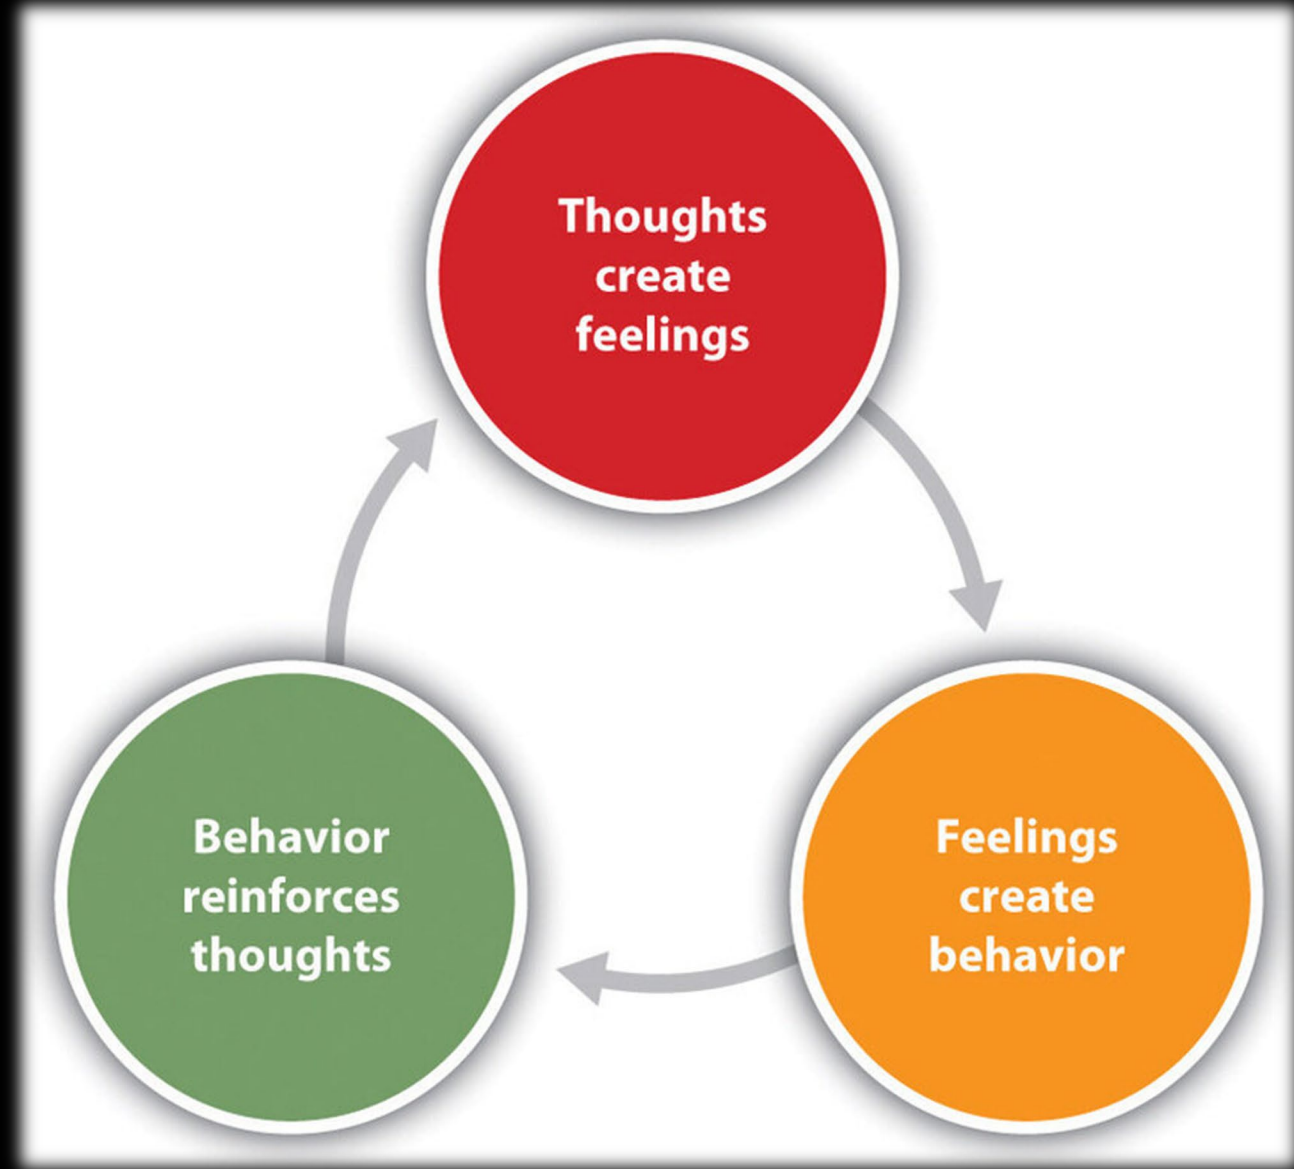 Thoughts
create
feelings
Feelings
create
behavior
Behavior
reinforces
thoughts